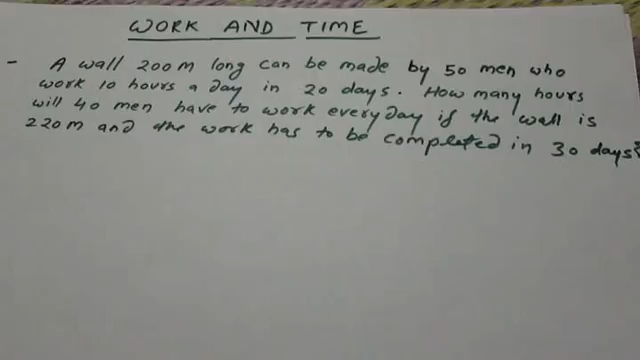 WORK AND TIME
- A wall 200m long can be made by 50 men who
work 10 hours a day in 20 days. How many hours
will 40 men have to work everyday if the wall is
220m and the work has to be completed in 30 days?